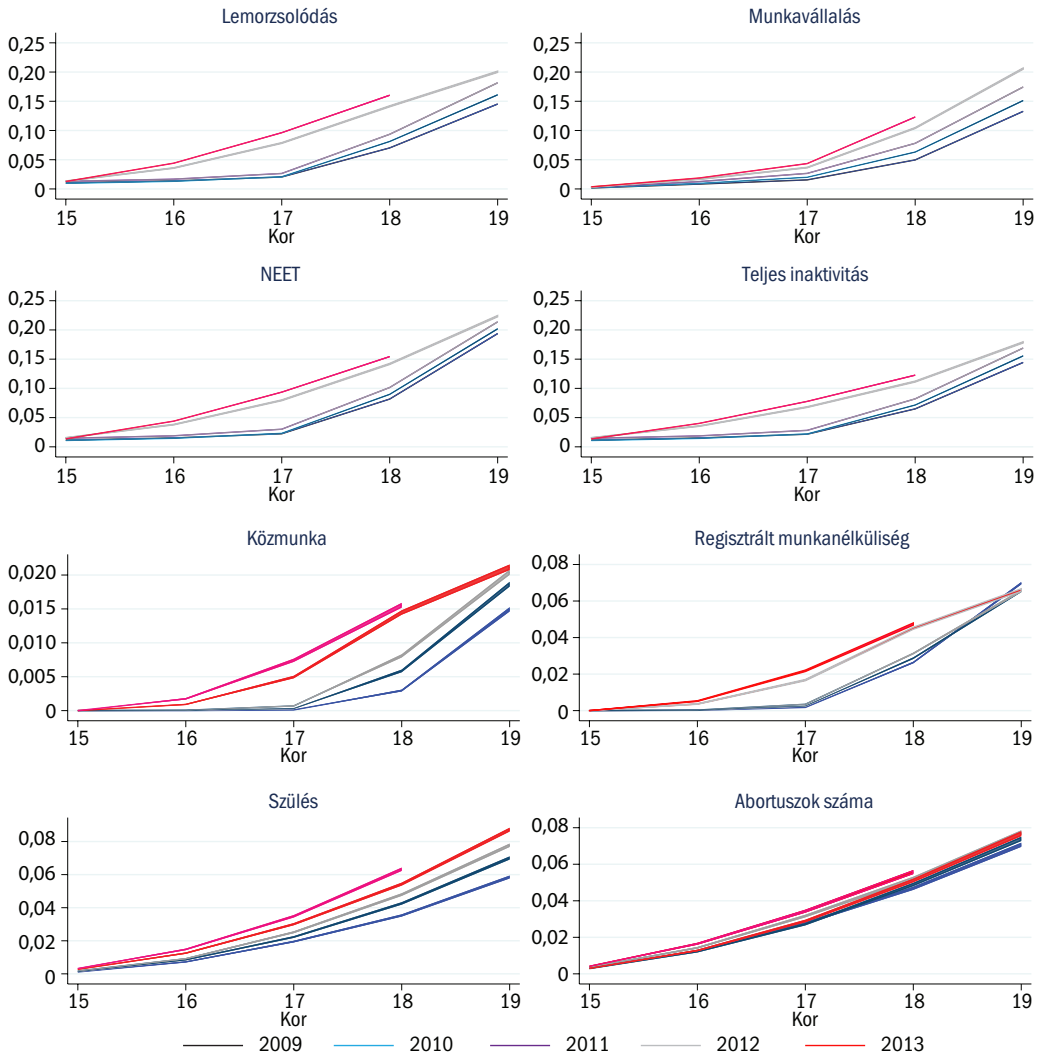 Lemorzsolódás
0,25
0,20
0,15
0,10
0,05
0
15 16 17 18 19
Kor
Munkavállalás
0,25
0,20
0,15
0,10
0,05
0
15 16 17 18 19
Kor
NEET
0,25
0,20
0,15
0,10
0,05
0
15 16 17 18 19
Kor
Teljes inaktivitás
0,25
0,20
0,15
0,10
0,05
0
15 16 17 18 19
Kor
Közmunka
0,020
0,015
0,010
0,005
0
15 16 17 18 19
Kor
Regisztrált munkanélküliség
0,08
0,06
0,04
0,02
0
15 16 17 18 19
Kor
Szülés
0,08
0,06
0,04
0,02
0
15 16 17 18 19
Kor
Abortuszok száma
0,08
0,06
0,04
0,02
0
15 16 17 18 19
Kor
2009 2010 2011 2012 2013